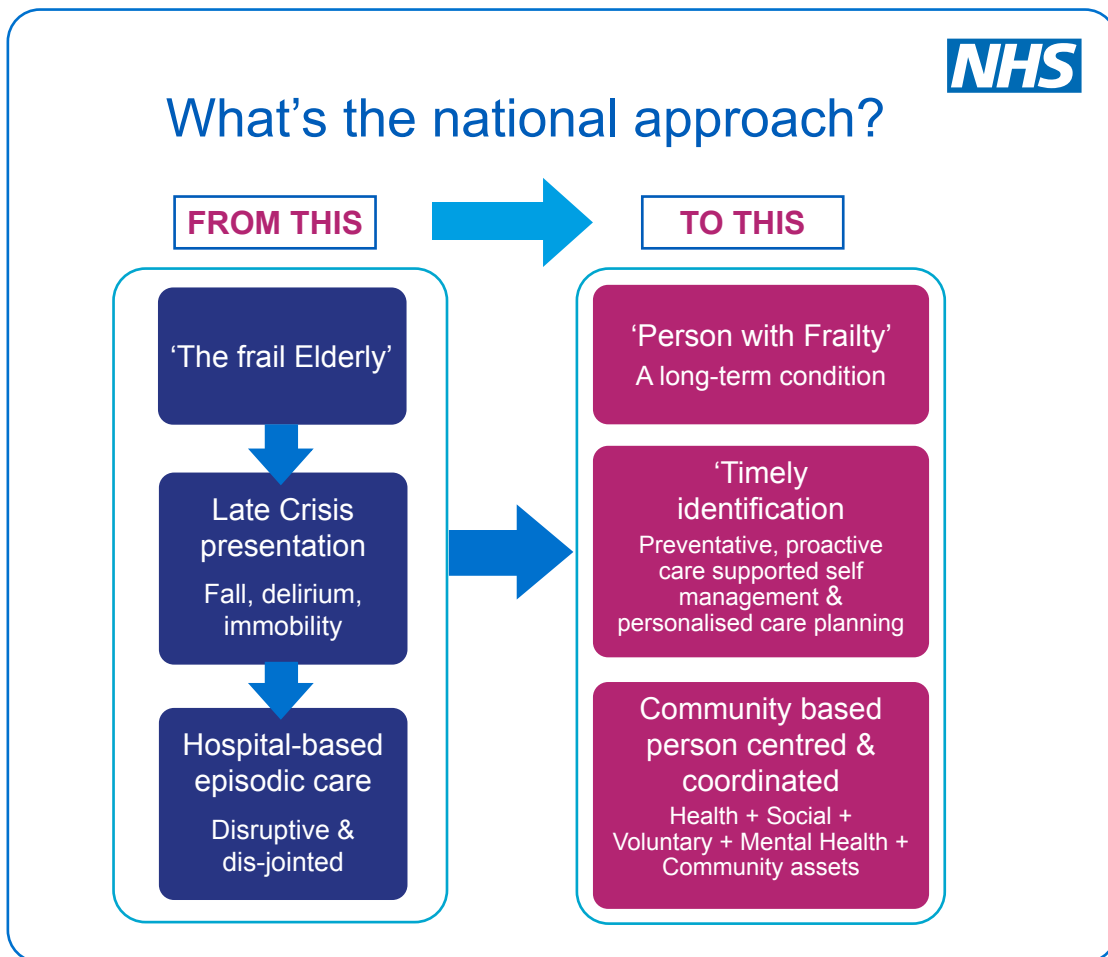 NHS
What’s the national approach?
FROM THIS
TO THIS
‘The frail Elderly’
Late Crisis
presentation
Fall, delirium,
immobility
Hospital-based
episodic care
Disruptive &
dis-jointed
‘Person with Frailty’
A long-term condition
‘Timely
identification
Preventative, proactive
care supported self
management &
personalised care planning
Community based
person centred &
coordinated
Health + Social +
Voluntary + Mental Health +
Community assets